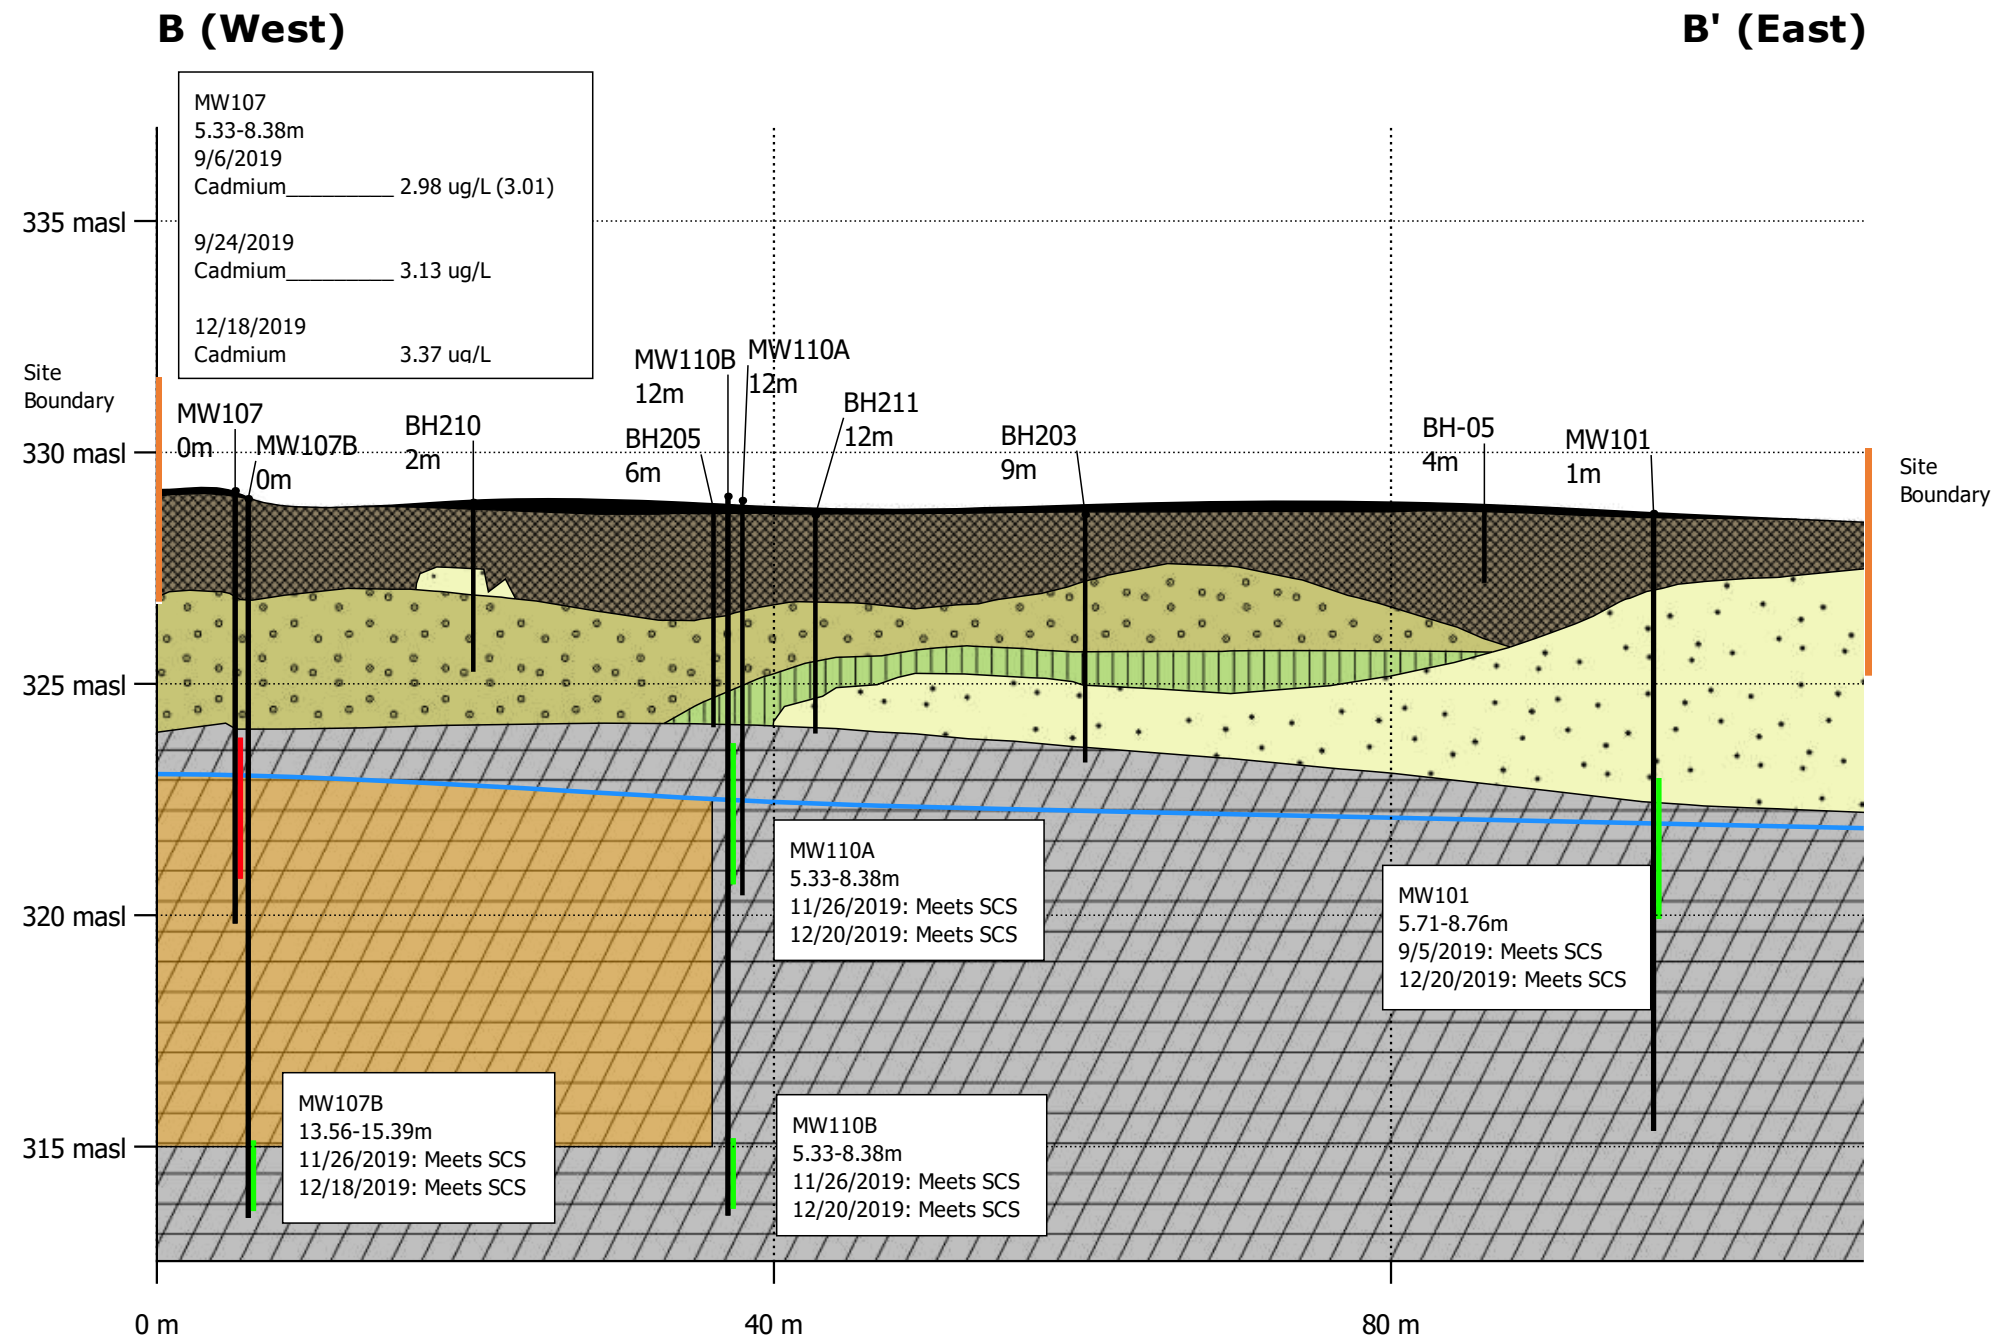 B (West)
B' (East)
MW107
5.33-8.38m
9/6/2019
Cadmium_________ 2.98 ug/L (3.01)
9/24/2019
Cadmium_________ 3.13 ug/L
12/18/2019
Cadmium 3.37 ug/L
335 masl
330 masl
325 masl
320 masl
315 masl
Site
Boundary
MW107
0m
MW107B
0m
BH210
2m
BH205
6m
MW110B
12m
MW110A
12m
BH211
12m
BH203
9m
BH-05
4m
MW101
1m
Site
Boundary
MW110A
5.33-8.38m
11/26/2019: Meets SCS
12/20/2019: Meets SCS
MW101
5.71-8.76m
9/5/2019: Meets SCS
12/20/2019: Meets SCS
MW107B
13.56-15.39m
11/26/2019: Meets SCS
12/18/2019: Meets SCS
MW110B
5.33-8.38m
11/26/2019: Meets SCS
12/20/2019: Meets SCS
0 m
40 m
80 m